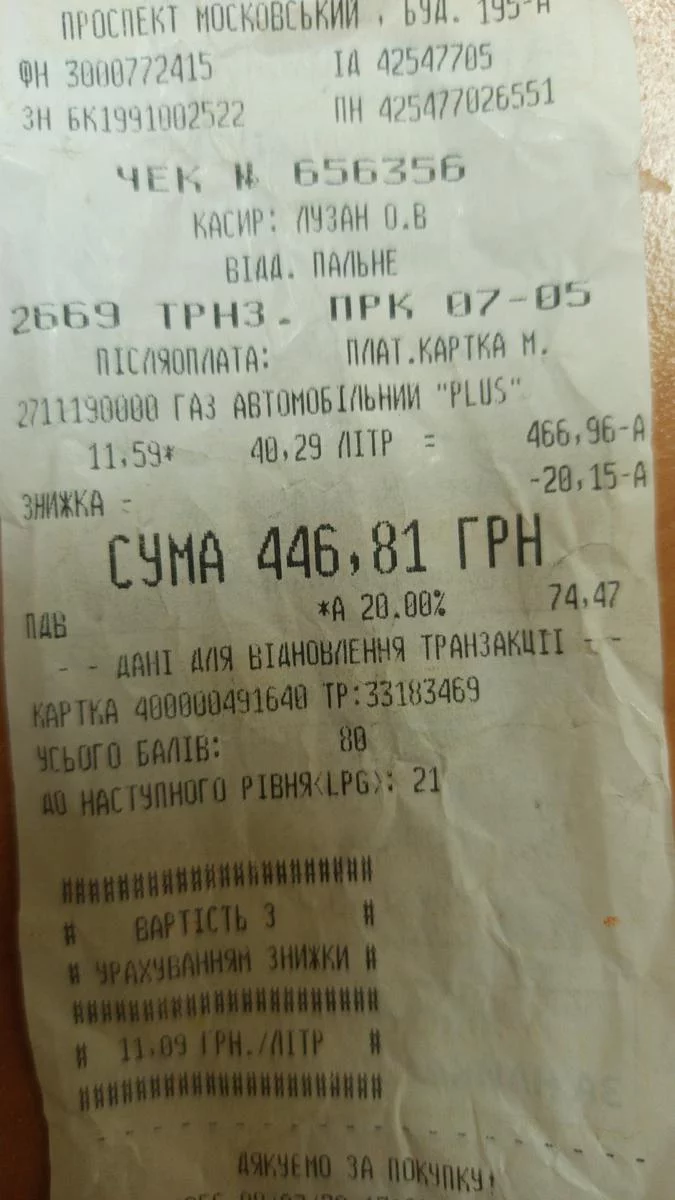 ПРОСПЕКТ МОСКОВСЬКИЙ , БУД. 195-А
ФН 3000772415 ІД 42547705
ЗН БК1991002522 ПН 425477026551
ЧЕК № 656356
КАСИР: ЛУЗАН О.В
ВІДД. ПАЛЬНЕ
2669 ТРНЗ. ПРК 07-05
ПІСЛЯОПЛАТА: ПЛАТ.КАРТКА М.
2711190000 ГАЗ АВТОМОБІЛЬНИЙ "PLUS"
11,59* 40,29 ЛІТР = 466,96-А
ЗНИЖКА = -20,15-А
СУМА 446,81 ГРН
ПДВ *А 20.00% 74,47
- - ДАНІ ДЛЯ ВІДНОВЛЕННЯ ТРАНЗАКЦІЇ - -
КАРТКА 400000491640 ТР:33183469
УСЬОГО БАЛІВ: 80
ДО НАСТУПНОГО РІВНЯ<LPG>: 21
######################
# ВАРТІСТЬ З #
# УРАХУВАННЯМ ЗНИЖКИ #
######################
# 11,09 ГРН./ЛІТР #
######################
ДЯКУЄМО ЗА ПОКУПКУ!